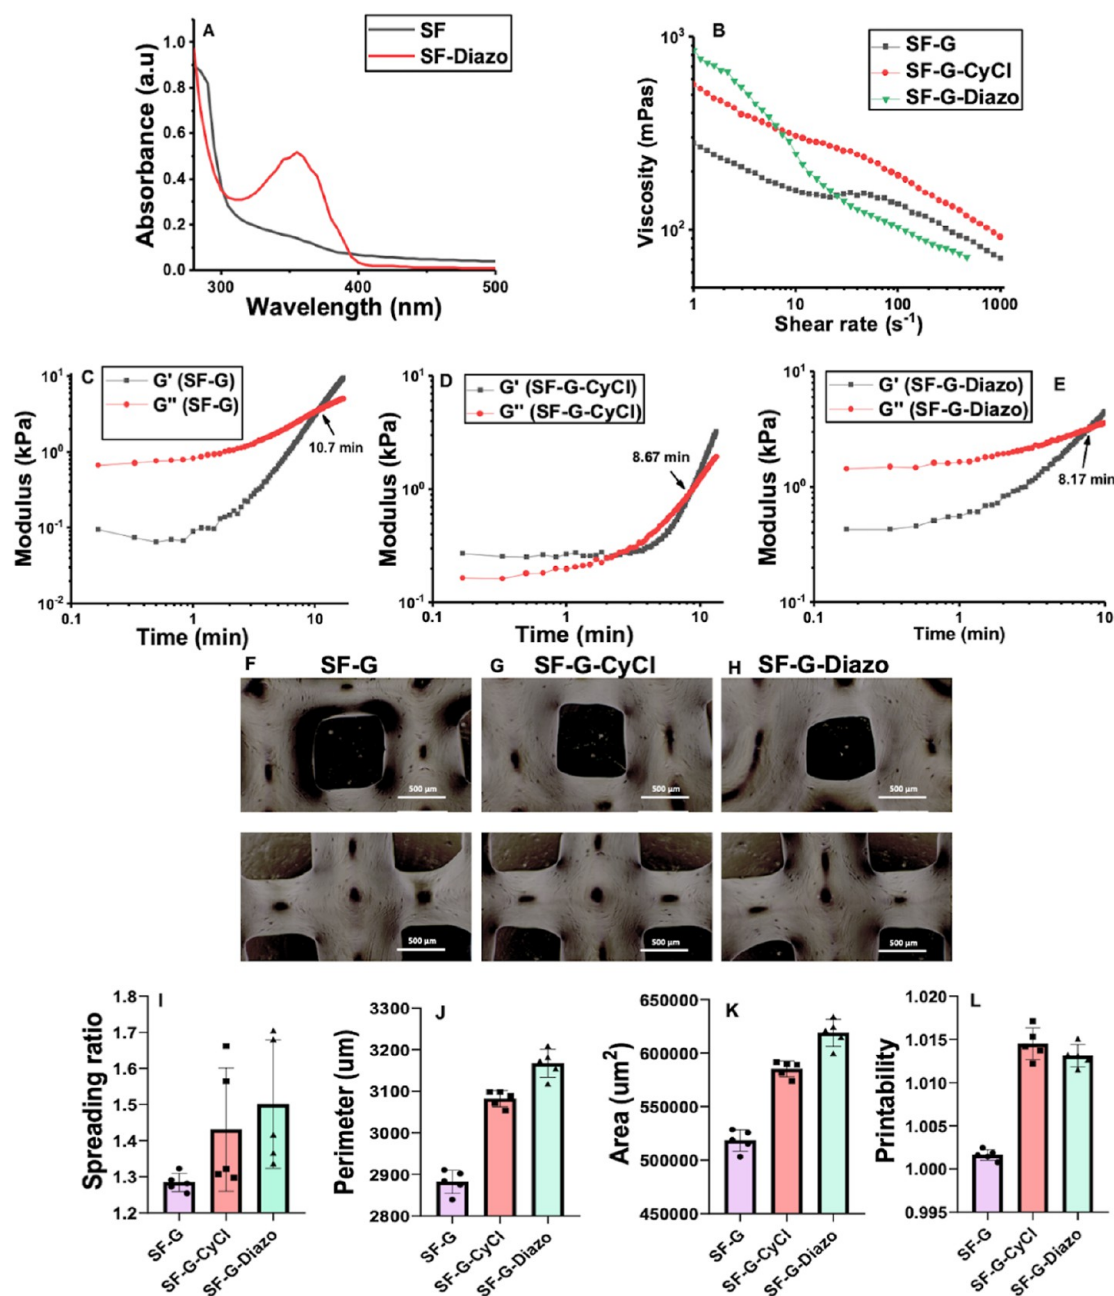 A
SF
SF-Diazo
Absorbance (a.u)
1.0
0.8
0.6
0.4
0.2
0.0
300
400
500
Wavelength (nm)
B
SF-G
SF-G-CyCl
SF-G-Diazo
Viscosity (mPas)
10³
10²
1
10
100
1000
Shear rate (s⁻¹)
C
G' (SF-G)
G'' (SF-G)
10.7 min
Modulus (kPa)
10¹
10⁰
10⁻¹
10⁻²
0.1
1
10
Time (min)
D
G' (SF-G-CyCl)
G'' (SF-G-CyCl)
8.67 min
Modulus (kPa)
10¹
10⁰
10⁻¹
0.1
1
10
Time (min)
E
G' (SF-G-Diazo)
G'' (SF-G-Diazo)
8.17 min
Modulus (kPa)
10¹
10⁰
10⁻¹
0.1
1
10
Time (min)
F SF-G
G SF-G-CyCl
H SF-G-Diazo
500 µm
500 µm
500 µm
500 µm
500 µm
500 µm
I
Spreading ratio
1.8
1.7
1.6
1.5
1.4
1.3
1.2
SF-G
SF-G-CyCl
SF-G-Diazo
J
Perimeter (um)
3300
3200
3100
3000
2900
2800
SF-G
SF-G-CyCl
SF-G-Diazo
K
Area (um²)
650000
600000
550000
500000
450000
SF-G
SF-G-CyCl
SF-G-Diazo
L
Printability
1.020
1.015
1.010
1.005
1.000
0.995
SF-G
SF-G-CyCl
SF-G-Diazo